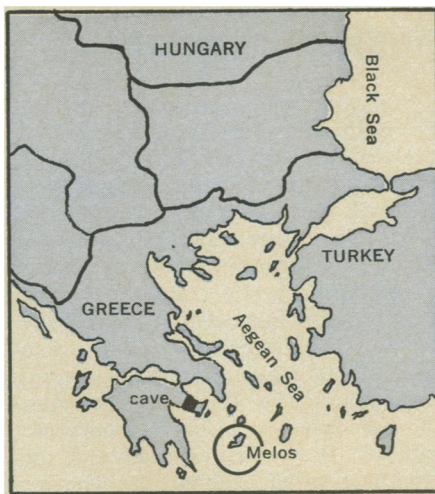 HUNGARY
Black Sea
TURKEY
GREECE
Aegean Sea
cave
Melos